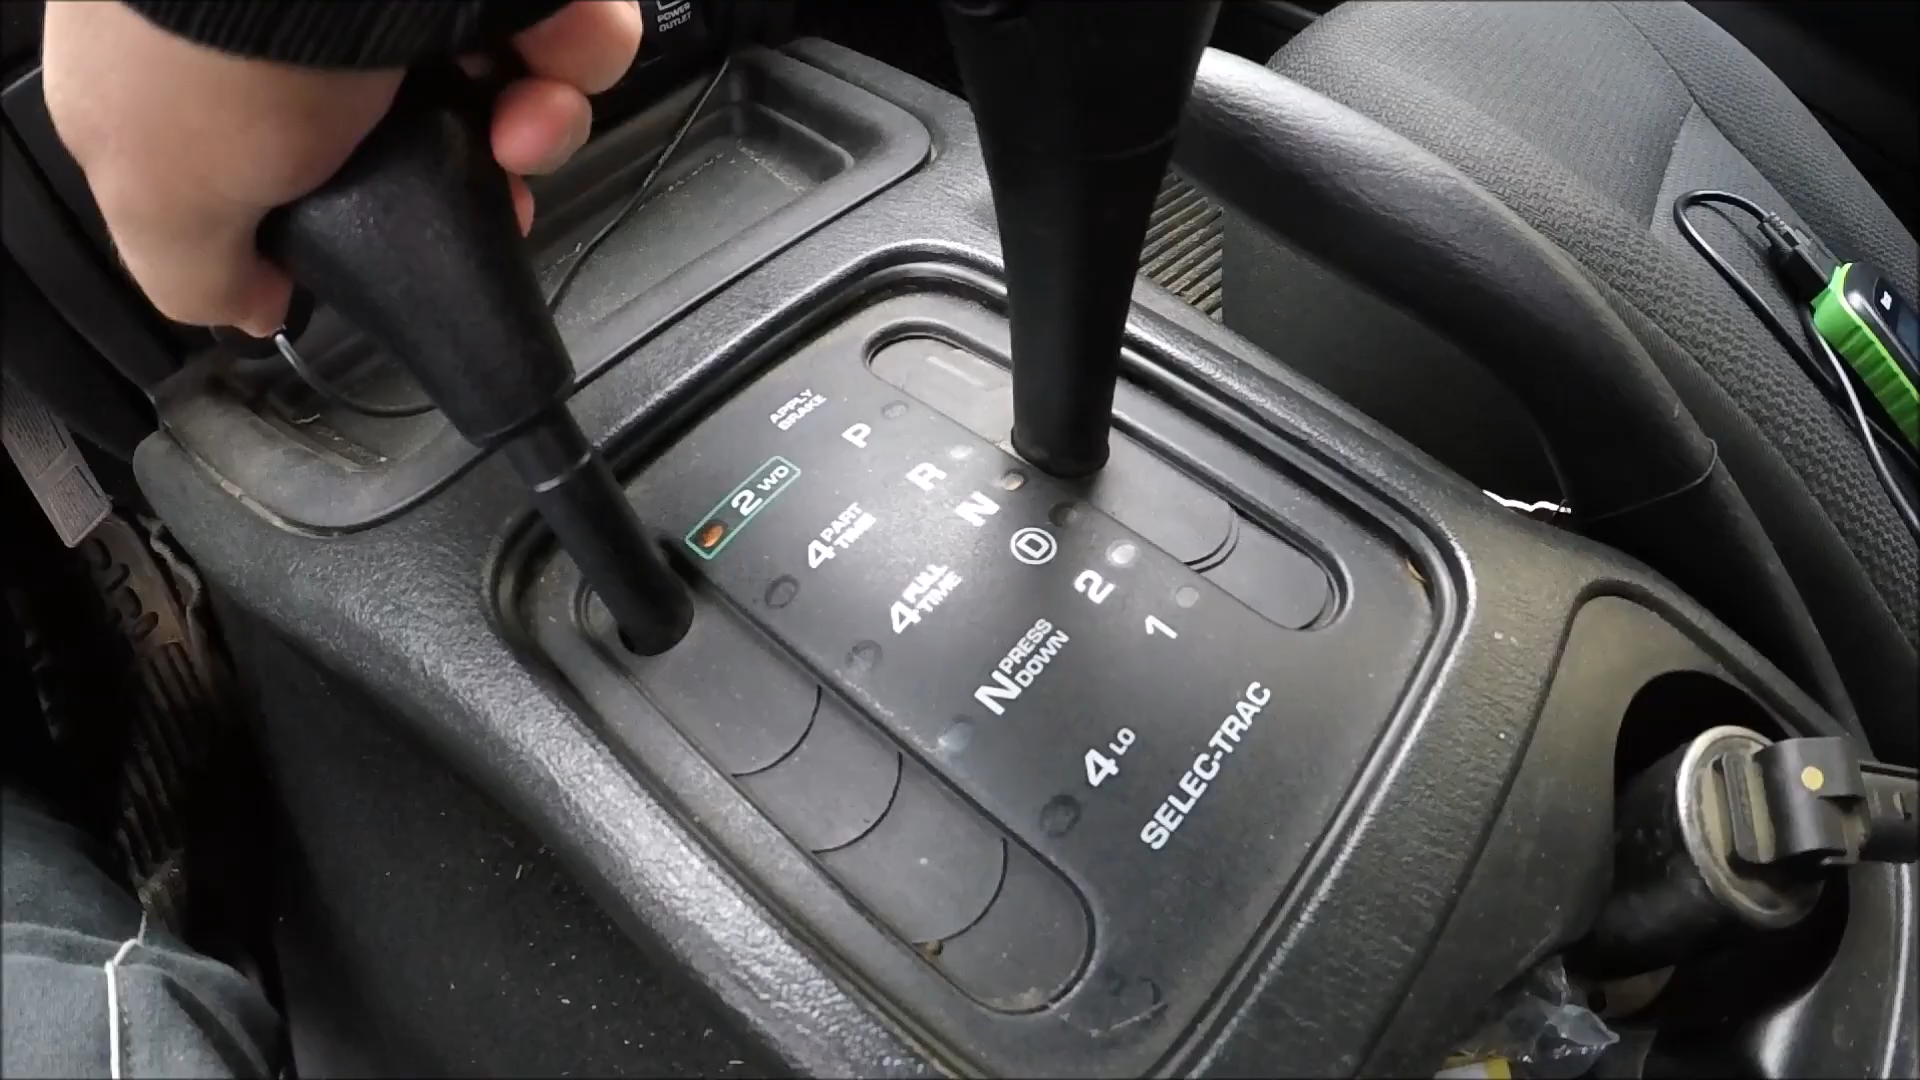 POWER
OUTLET
APPLY
BRAKE
P
R
N
D
2
1
2 WD
4 PART
TIME
4 FULL
TIME
N PRESS
DOWN
4 LO
SELEC-TRAC